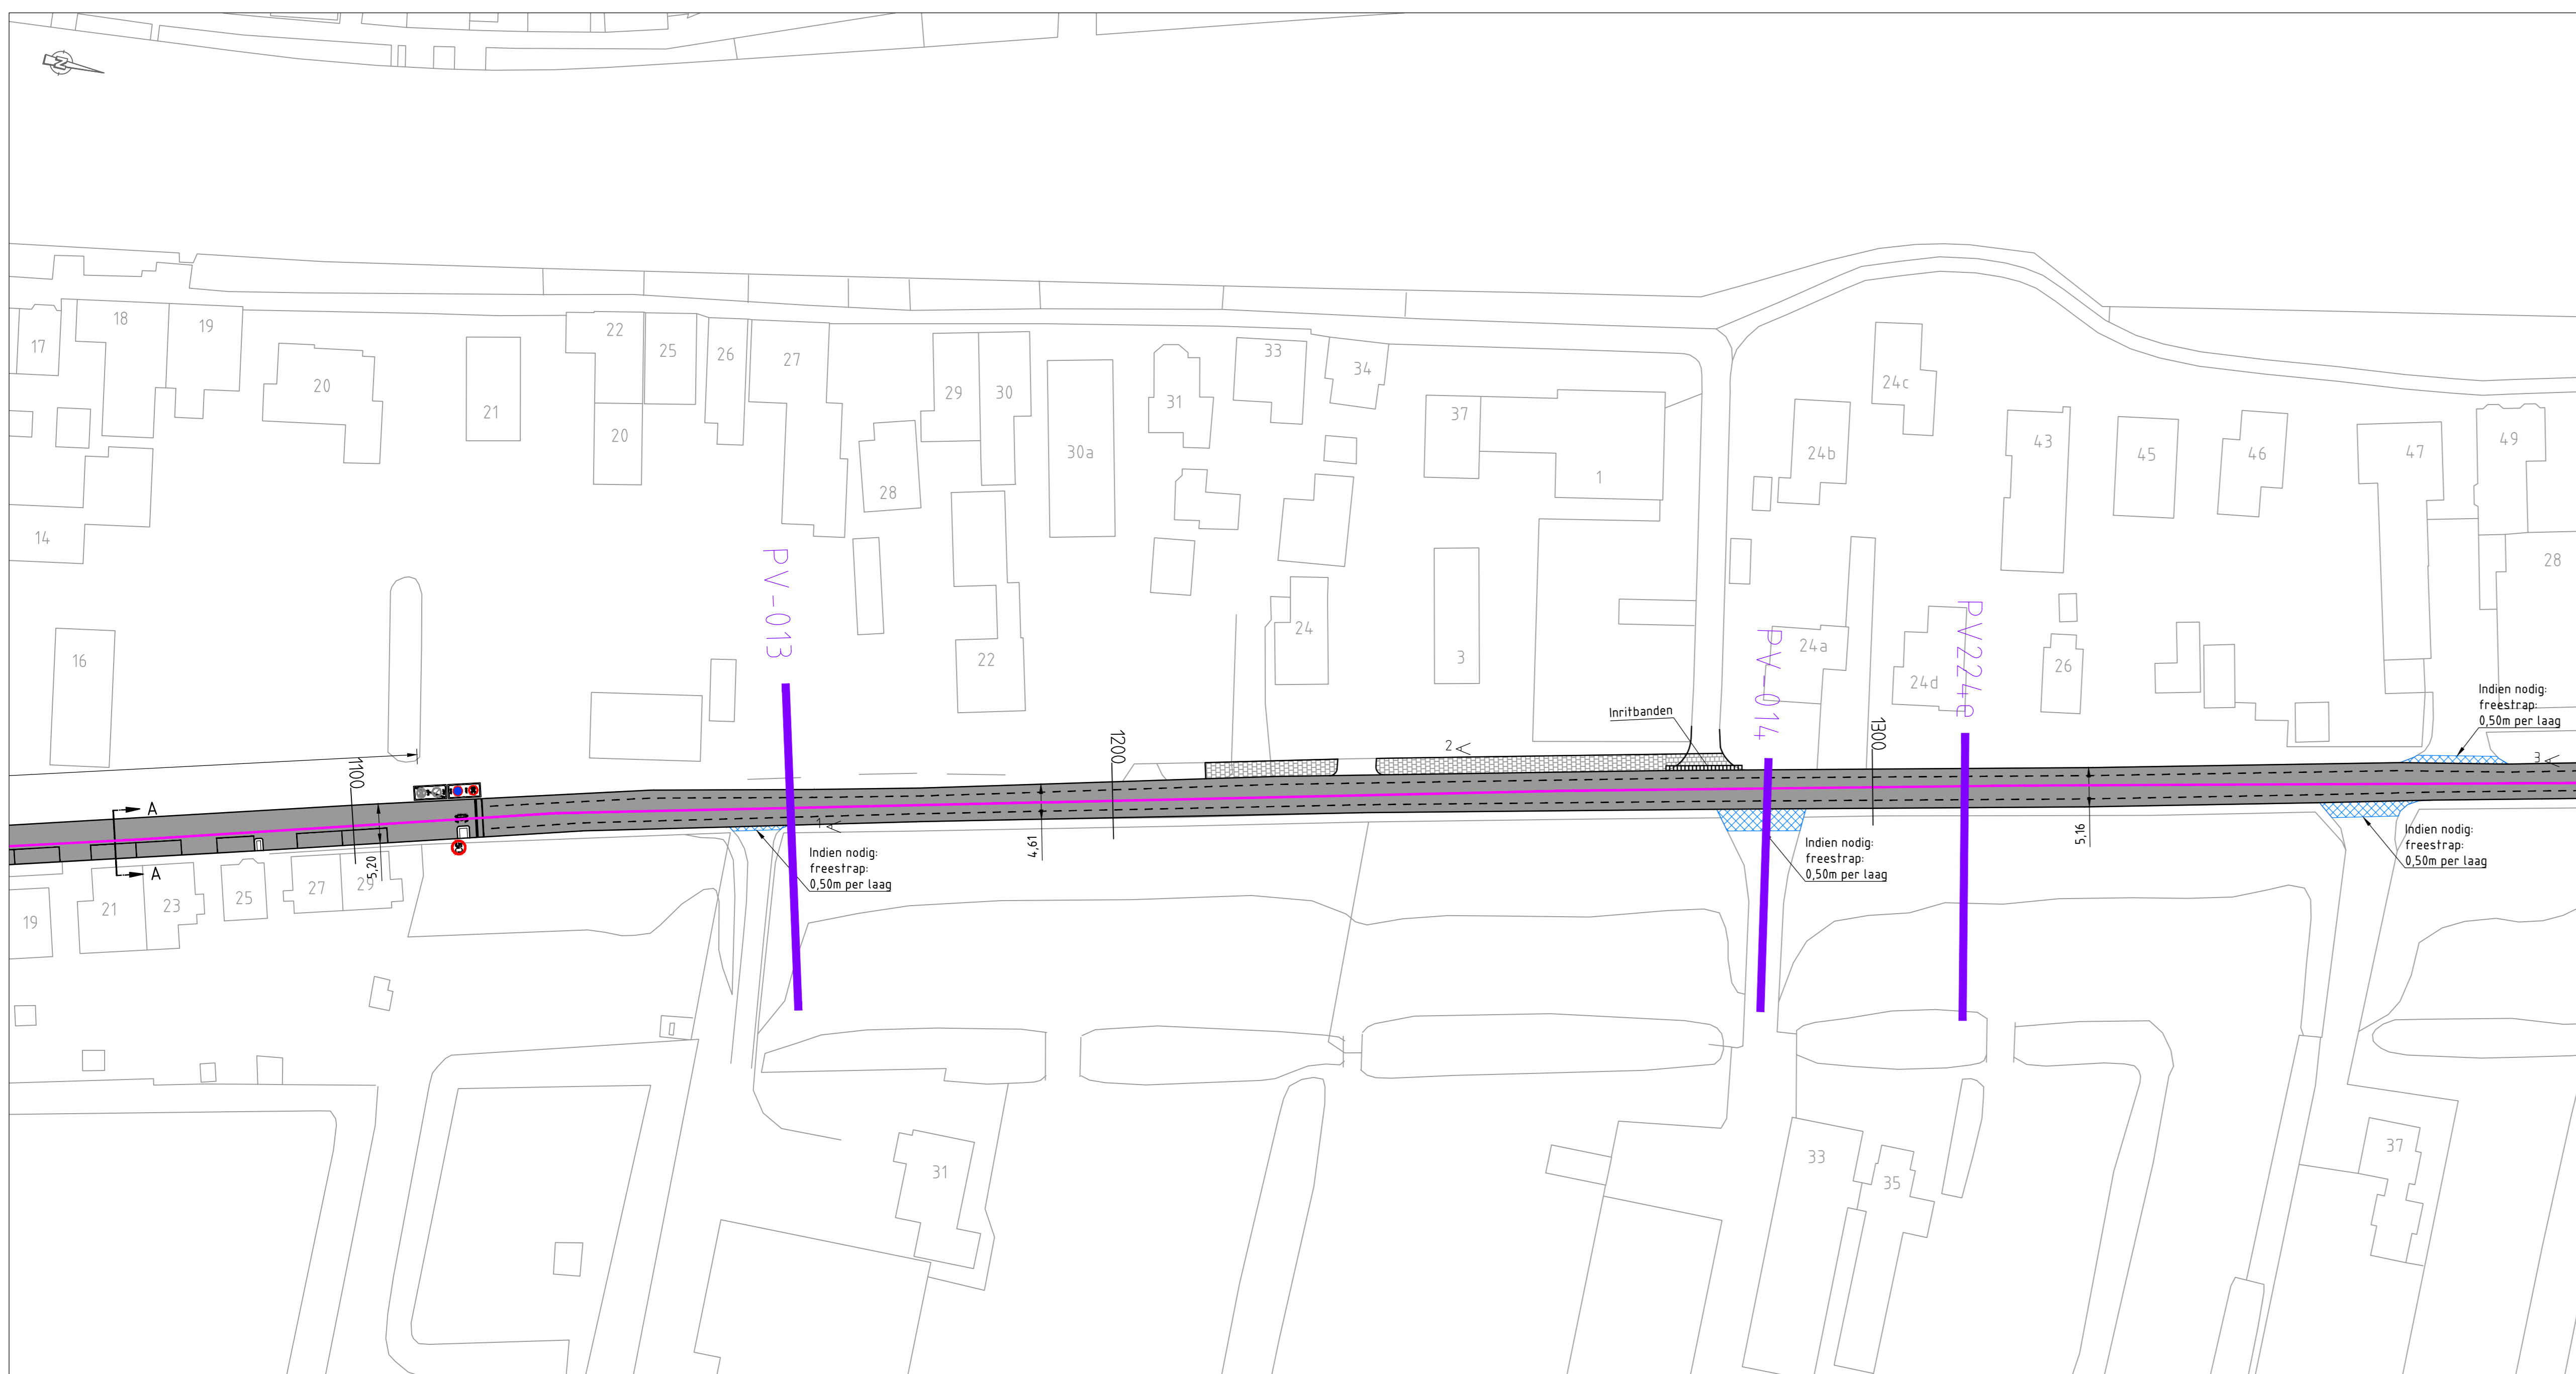 N
18
19
17
20
21
22
25
26
27
20
28
29
30
30a
31
33
34
37
1
24c
24b
43
45
46
47
49
28
14
16
PV-013
22
24
3
24a
24d
26
PV-014
PV224e
Inritbanden
Indien nodig:
freestrap:
0,50m per laag
1100
1200
1300
2
3
A
A
5,20
1
4,61
5,16
Indien nodig:
freestrap:
0,50m per laag
Indien nodig:
freestrap:
0,50m per laag
Indien nodig:
freestrap:
0,50m per laag
19
21
23
25
27
29
31
33
35
37